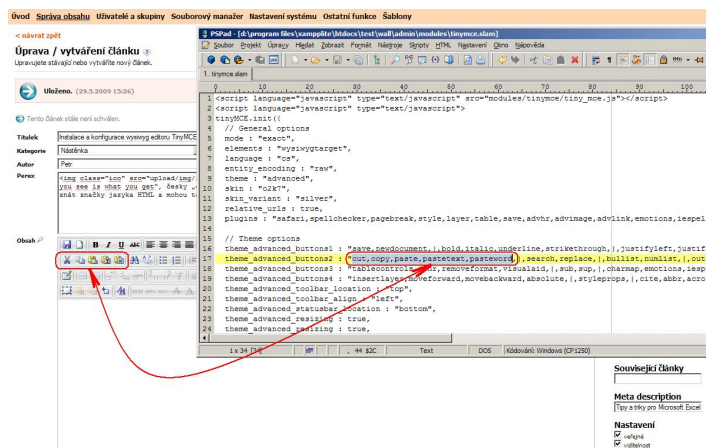 Úvod Správa obsahu Uživatelé a skupiny Souborový manažer Nastavení systému Ostatní funkce Šablony
< návrat zpět
Úprava / vytváření článku
Upravujete stávající nebo vytváříte nový článek.
Uloženo. (29.5.2009 15:26)
Tento článek stále není schválen.
Titulek Instalace a konfigurace wysiwyg editoru TinyMCE
Kategorie Nástěnka
Autor Petr
Perex <img class="ico" src="upload/img/
you see is what you get", česky
znát značky jazyka HTML a mohou t
Obsah
B I U ABC
PSPad - [d:\program files\xampplite\htdocs\test\wall\admin\modules\tinymce.slam]
Soubor Projekt Úpravy Hledat Zobrazit Formát Nástroje Skripty HTML Nastavení Okno Nápověda
1. tinymce.slam
0 10 20 30 40 50 60 70 80 90 100
1 <script language="javascript" type="text/javascript" src="modules/tinymce/tiny_mce.js"></script>
2 <script language="javascript" type="text/javascript">
3 tinyMCE.init({
4 // General options
5 mode : "exact",
6 elements : "wysiwygtarget",
7 language : "cs",
8 entity_encoding : "raw",
9 theme : "advanced",
10 skin : "o2k7",
11 skin_variant : "silver",
12 relative_urls : true,
13 plugins : "safari,spellchecker,pagebreak,style,layer,table,save,advhr,advimage,advlink,emotions,iespel
14
15 // Theme options
16 theme_advanced_buttons1 : "save,newdocument,|,bold,italic,underline,strikethrough,|,justifyleft,justif
17 theme_advanced_buttons2 : "cut,copy,paste,pastetext,pasteword,|,search,replace,|,bullist,numlist,|,out
18 theme_advanced_buttons3 : "tablecontrols,|,hr,removeformat,visualaid,|,sub,sup,|,charmap,emotions,iesp
19 theme_advanced_buttons4 : "insertlayer,moveforward,movebackward,absolute,|,styleprops,|,cite,abbr,acro
20 theme_advanced_toolbar_location : "top",
21 theme_advanced_toolbar_align : "left",
22 theme_advanced_statusbar_location : "bottom",
23 theme_advanced_resizing : true,
24 theme_advanced_resizing : true,
1 x 34 [34] , 44 $2C Text DOS Kódování: Windows (CP1250)
Související články
Meta description
Tipy a triky pro Microsoft Excel
Nastavení
veřejné
viditelnost